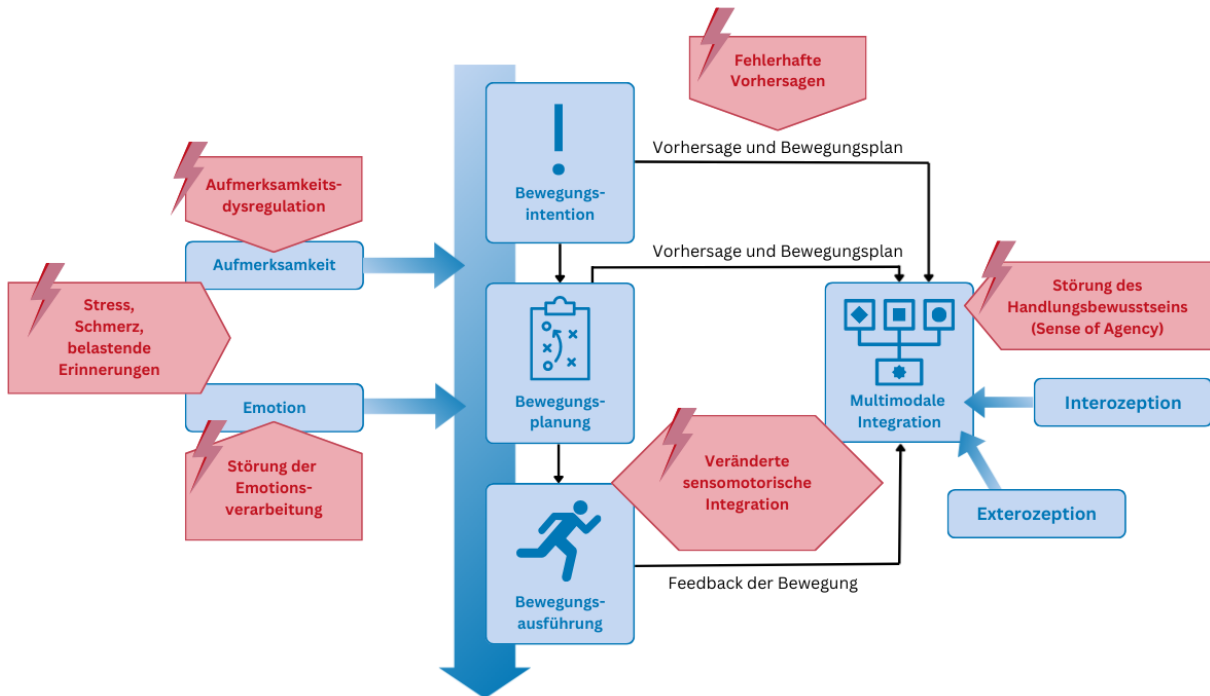 Fehlerhafte
Vorhersagen
Vorhersage und Bewegungsplan
Bewegungs-
intention
Aufmerksamkeits-
dysregulation
Aufmerksamkeit
Vorhersage und Bewegungsplan
Störung des
Handlungsbewusstseins
(Sense of Agency)
Stress,
Schmerz,
belastende
Erinnerungen
Emotion
Bewegungs-
planung
Multimodale
Integration
Interozeption
Störung der
Emotions-
verarbeitung
Veränderte
sensomotorische
Integration
Exterozeption
Feedback der Bewegung
Bewegungs-
ausführung